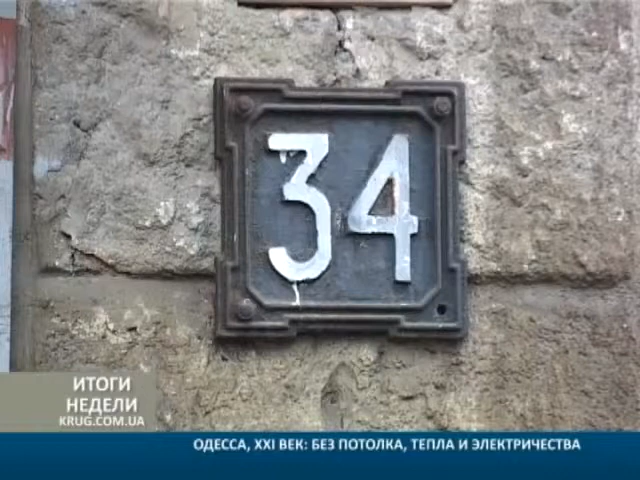 34
ИТОГИ
НЕДЕЛИ
KRUG.COM.UA
ОДЕССА, XXI ВЕК: БЕЗ ПОТОЛКА, ТЕПЛА И ЭЛЕКТРИЧЕСТВА